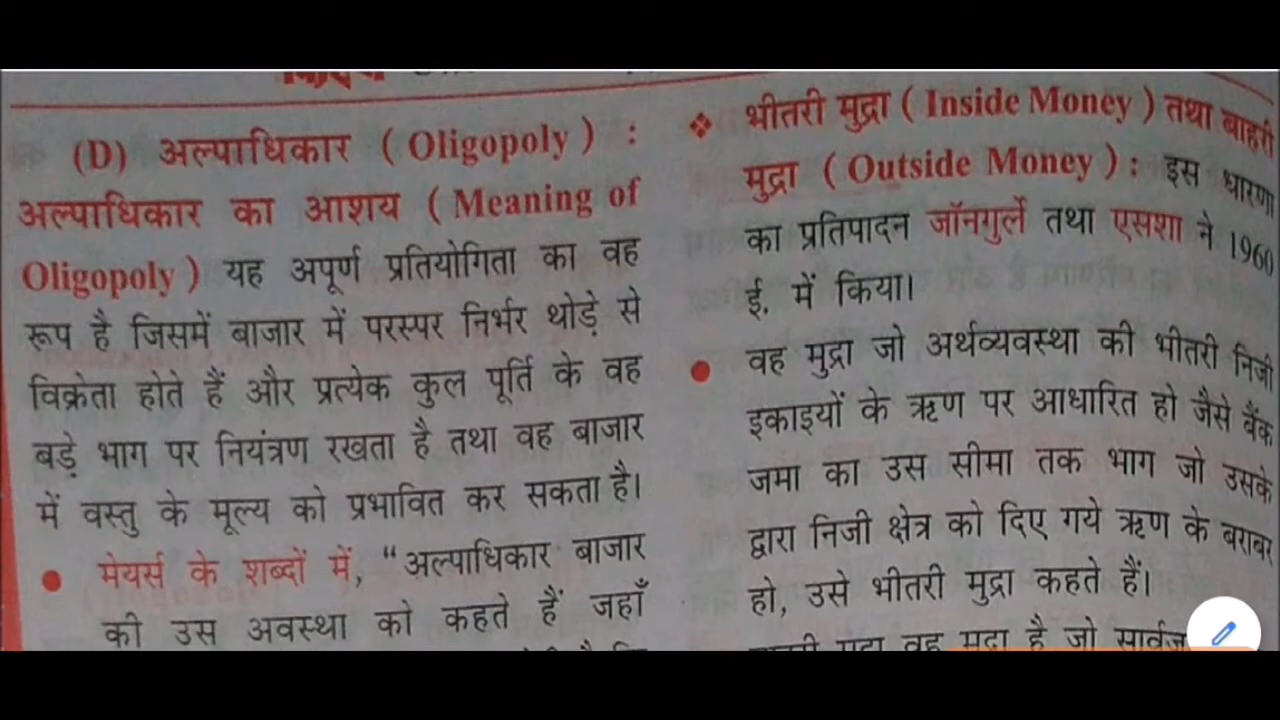 (D) अल्पाधिकार ( Oligopoly ) :
अल्पाधिकार का आशय ( Meaning of
Oligopoly ) यह अपूर्ण प्रतियोगिता का वह
रूप है जिसमें बाजार में परस्पर निर्भर थोड़े से
विक्रेता होते हैं और प्रत्येक कुल पूर्ति के वह
बड़े भाग पर नियंत्रण रखता है तथा वह बाजार
में वस्तु के मूल्य को प्रभावित कर सकता है।
मेयर्स के शब्दों में, “अल्पाधिकार बाजार
की उस अवस्था को कहते हैं जहाँ
भीतरी मुद्रा ( Inside Money ) तथा बाहरी
मुद्रा ( Outside Money ) : इस धारणा
का प्रतिपादन जॉनगुर्ले तथा एसशा ने 1960
ई. में किया।
वह मुद्रा जो अर्थव्यवस्था की भीतरी निजी
इकाइयों के ऋण पर आधारित हो जैसे बैंक
जमा का उस सीमा तक भाग जो उसके
द्वारा निजी क्षेत्र को दिए गये ऋण के बराबर
हो, उसे भीतरी मुद्रा कहते हैं।
मुद्रा वह मुद्रा है जो